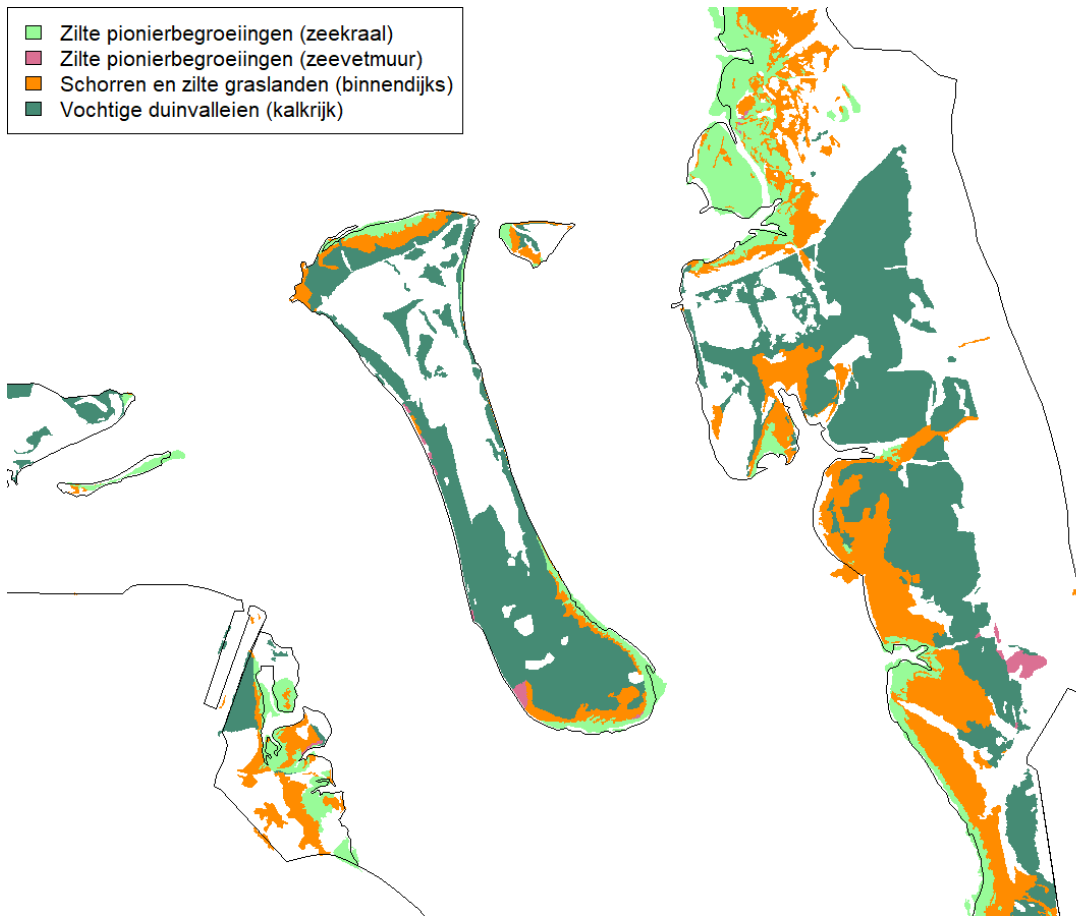 Zilte pionierbegroeiingen (zeekraal)
Zilte pionierbegroeiingen (zeevetmuur)
Schorren en zilte graslanden (binnendijks)
Vochtige duinvalleien (kalkrijk)